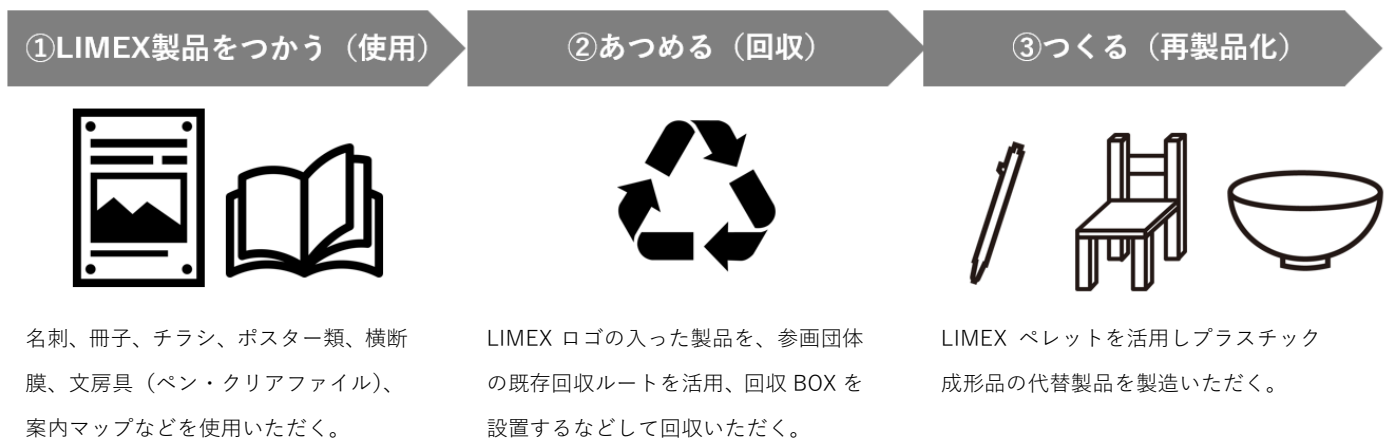 ①LIMEX製品をつかう（使用）
②あつめる（回収）
③つくる（再製品化）
名刺、冊子、チラシ、ポスター類、横断
膜、文房具（ペン・クリアファイル）、
案内マップなどを使用いただく。
LIMEX ロゴの入った製品を、参画団体
の既存回収ルートを活用、回収 BOX を
設置するなどして回収いただく。
LIMEX ペレットを活用しプラスチック
成形品の代替製品を製造いただく。